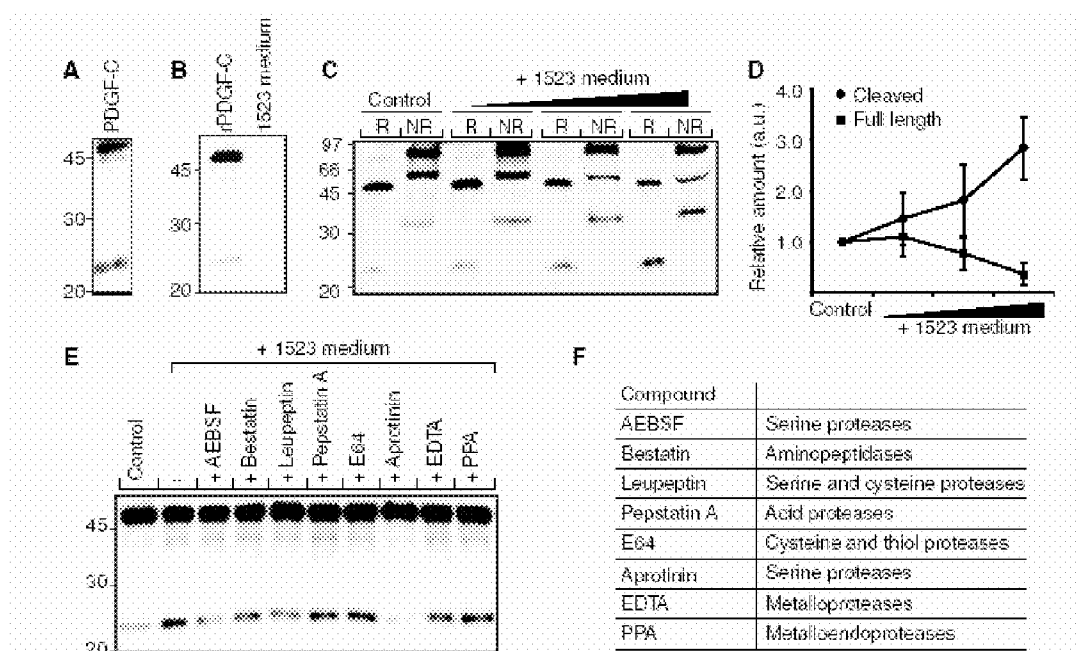 A
PDGF-C
45
30
20
B
rPDGF-C
1523 medium
45
30
20
C
+ 1523 medium
Control
R NR R NR R NR R NR
97
66
45
30
20
D
Relative amount (a.u.)
4.0
3.0
2.0
1.0
Cleaved
Full length
Control
+ 1523 medium
E
+ 1523 medium
Control
-
+ AEBSF
+ Bestatin
+ Leupeptin
+ Pepstatin A
+ E64
+ Aprotinin
+ EDTA
+ PPA
45
30
20
F
Compound
AEBSF Serine proteases
Bestatin Aminopeptidases
Leupeptin Serine and cysteine proteases
Pepstatin A Acid proteases
E64 Cysteine and thiol proteases
Aprotinin Serine proteases
EDTA Metalloproteases
PPA Metalloendoproteases